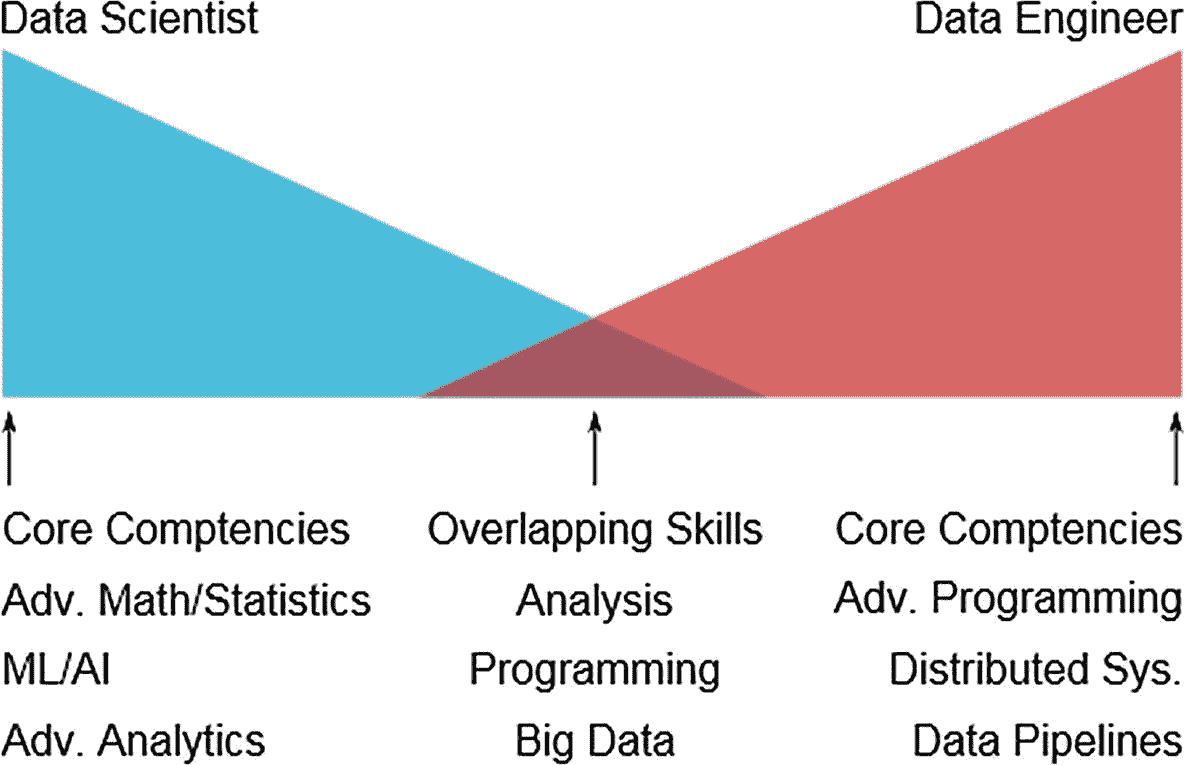 Data Scientist
Data Engineer
Core Comptencies
Adv. Math/Statistics
ML/AI
Adv. Analytics
Overlapping Skills
Analysis
Programming
Big Data
Core Comptencies
Adv. Programming
Distributed Sys.
Data Pipelines